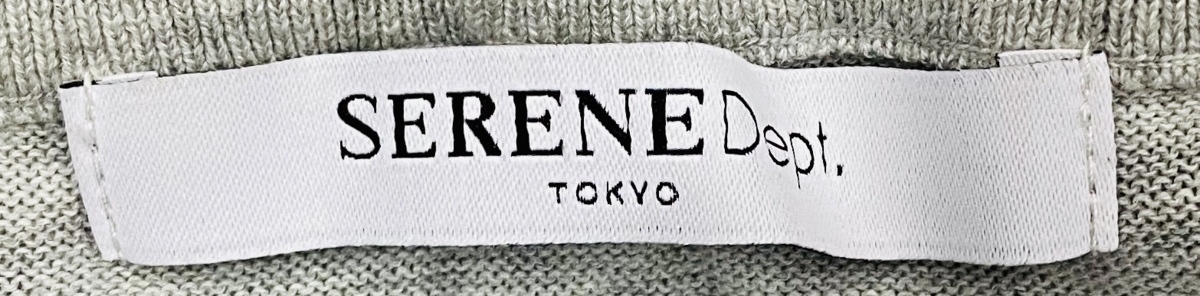 SERENE Dept.
TOKYO